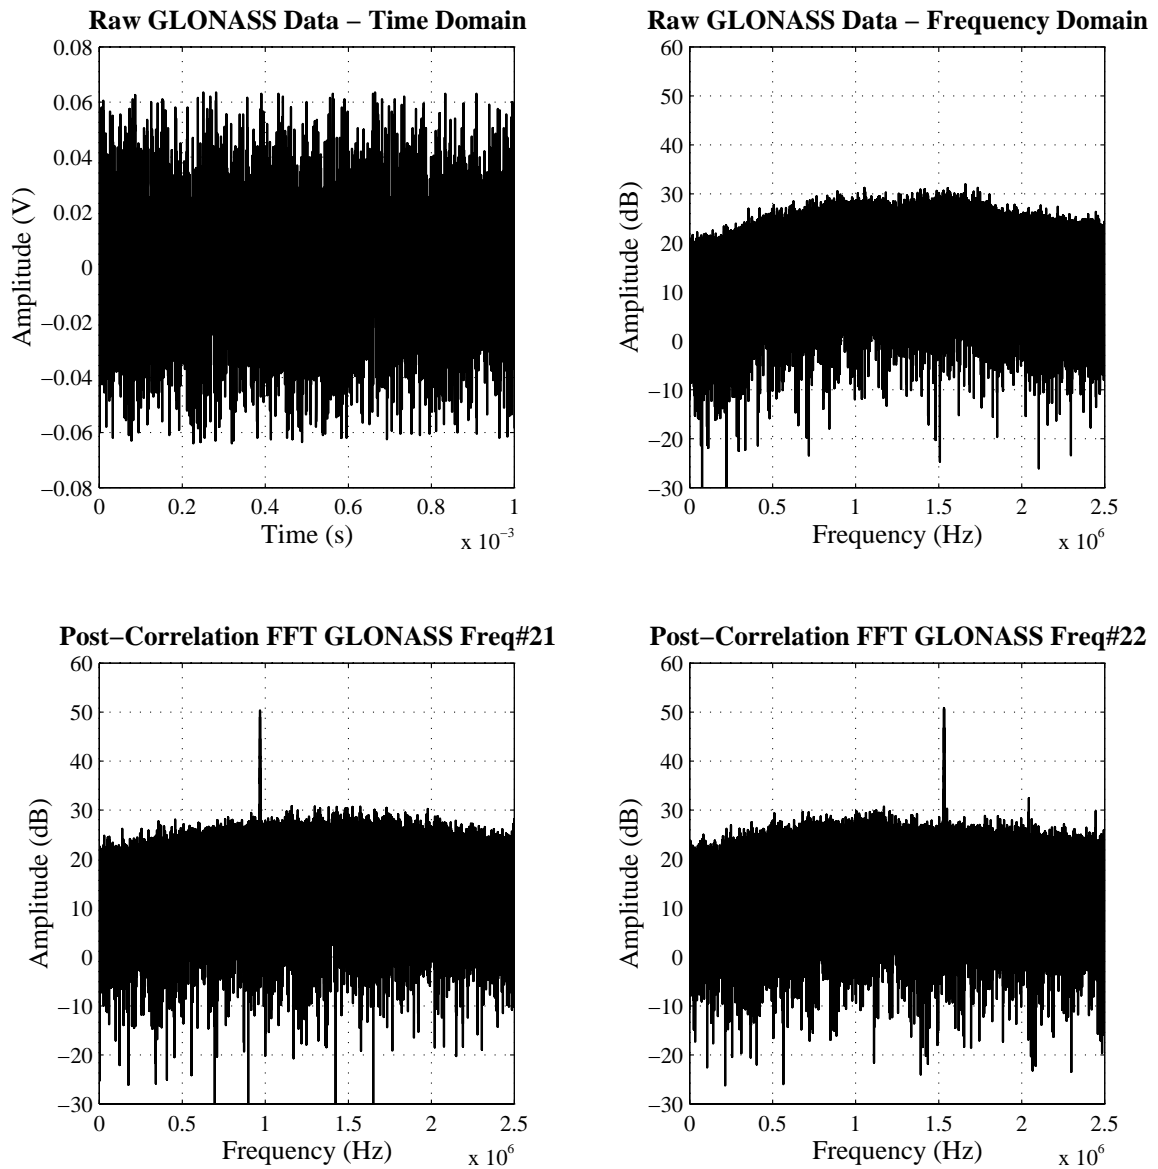 Raw GLONASS Data − Time Domain
0.08
0.06
0.04
0.02
0
−0.02
−0.04
−0.06
−0.08
Amplitude (V)
0 0.2 0.4 0.6 0.8 1
Time (s)
x 10−3
Raw GLONASS Data − Frequency Domain
60
50
40
30
20
10
0
−10
−20
−30
Amplitude (dB)
0 0.5 1 1.5 2 2.5
Frequency (Hz)
x 106
Post−Correlation FFT GLONASS Freq#21
60
50
40
30
20
10
0
−10
−20
−30
Amplitude (dB)
0 0.5 1 1.5 2 2.5
Frequency (Hz)
x 106
Post−Correlation FFT GLONASS Freq#22
60
50
40
30
20
10
0
−10
−20
−30
Amplitude (dB)
0 0.5 1 1.5 2 2.5
Frequency (Hz)
x 106